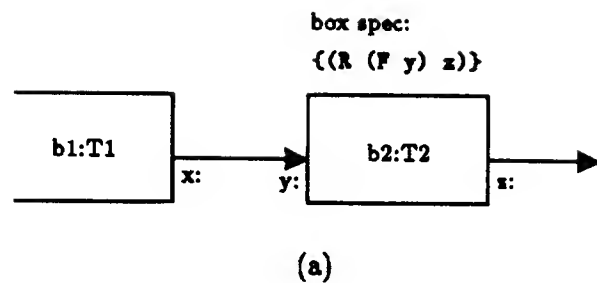 box spec:
{(R (F y) z)}
b1:T1
b2:T2
x:
y:
z:
(a)